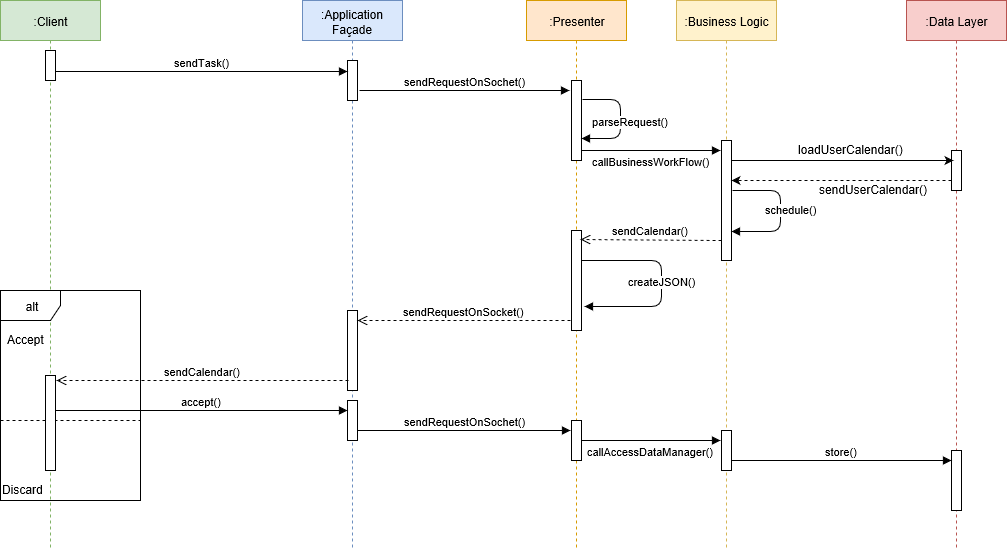 :Client
:Application
Façade
:Presenter
:Business Logic
:Data Layer
sendTask()
sendRequestOnSochet()
parseRequest()
callBusinessWorkFlow()
loadUserCalendar()
sendUserCalendar()
schedule()
sendCalendar()
createJSON()
alt
sendRequestOnSocket()
Accept
sendCalendar()
accept()
sendRequestOnSochet()
callAccessDataManager()
store()
Discard